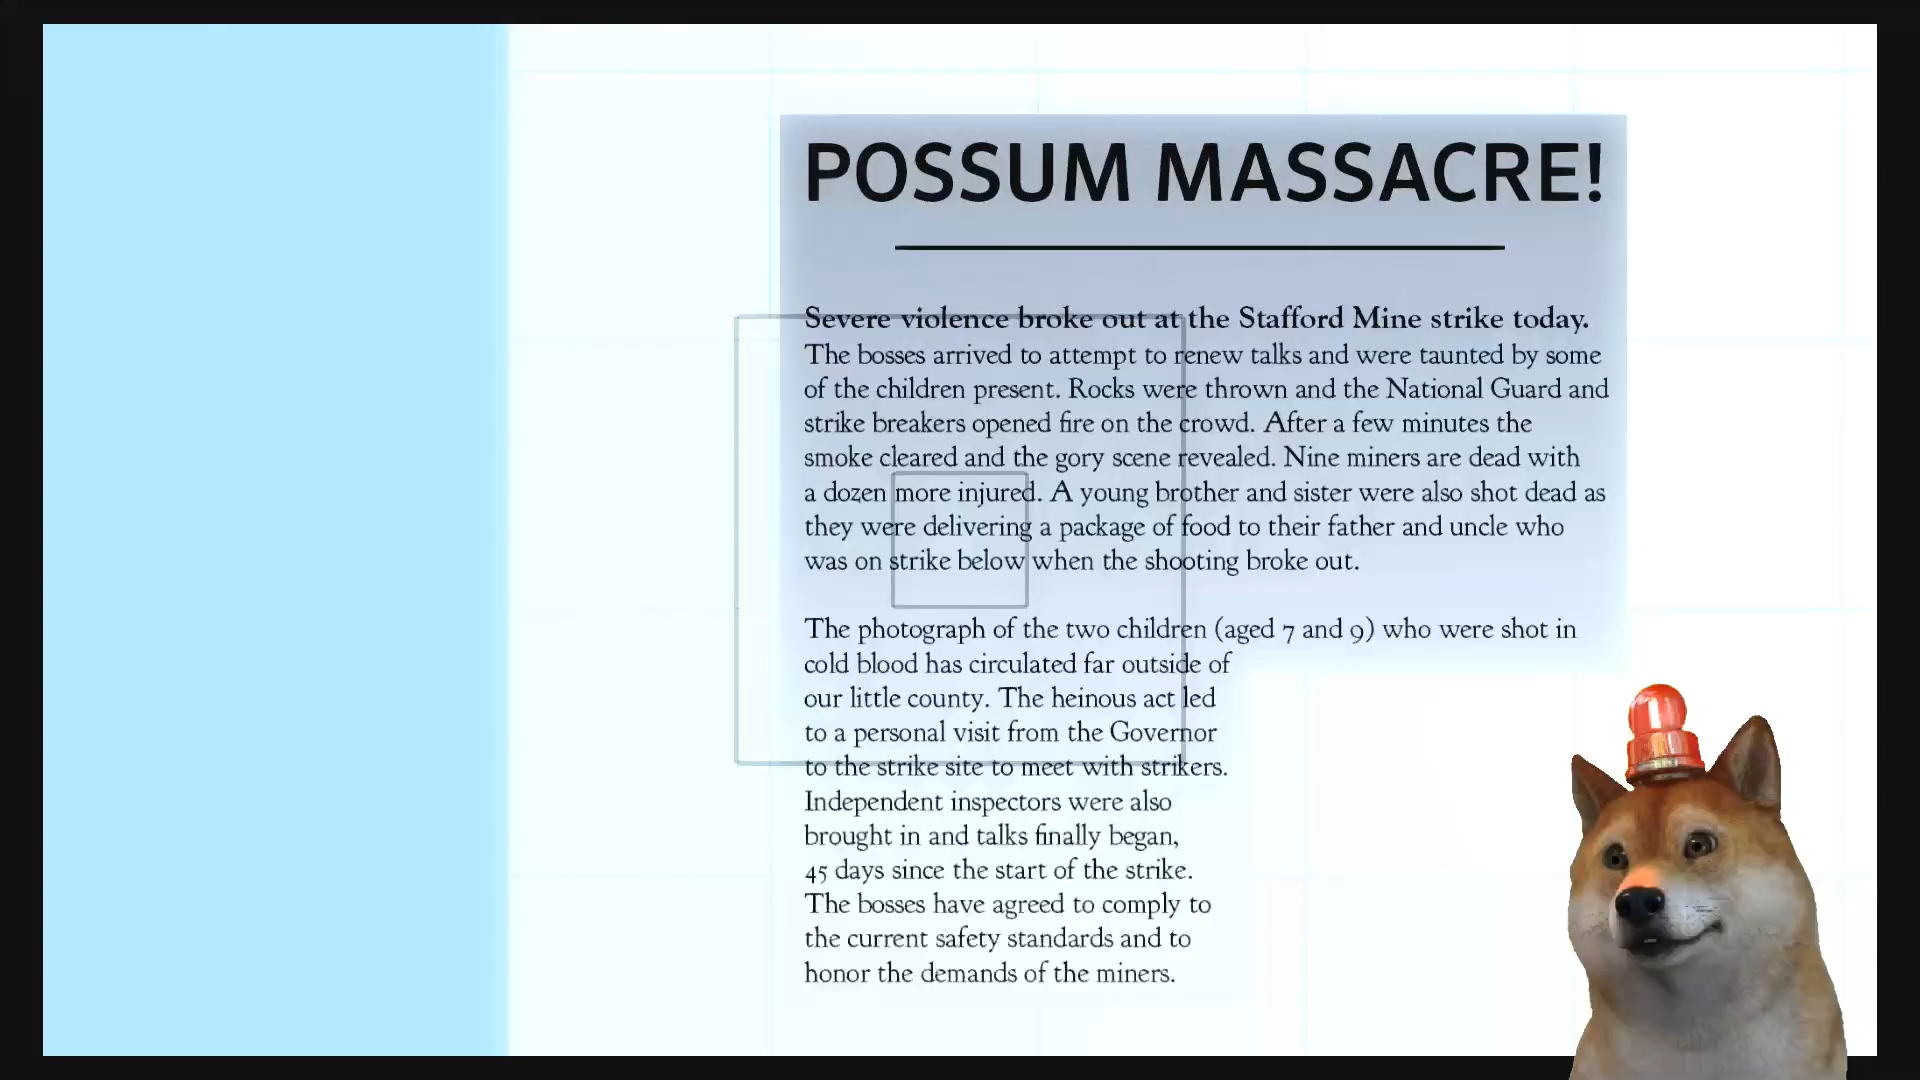 POSSUM MASSACRE!
Severe violence broke out at the Stafford Mine strike today.
The bosses arrived to attempt to renew talks and were taunted by some
of the children present. Rocks were thrown and the National Guard and
strike breakers opened fire on the crowd. After a few minutes the
smoke cleared and the gory scene revealed. Nine miners are dead with
a dozen more injured. A young brother and sister were also shot dead as
they were delivering a package of food to their father and uncle who
was on strike below when the shooting broke out.
The photograph of the two children (aged 7 and 9) who were shot in
cold blood has circulated far outside of
our little county. The heinous act led
to a personal visit from the Governor
to the strike site to meet with strikers.
Independent inspectors were also
brought in and talks finally began,
45 days since the start of the strike.
The bosses have agreed to comply to
the current safety standards and to
honor the demands of the miners.